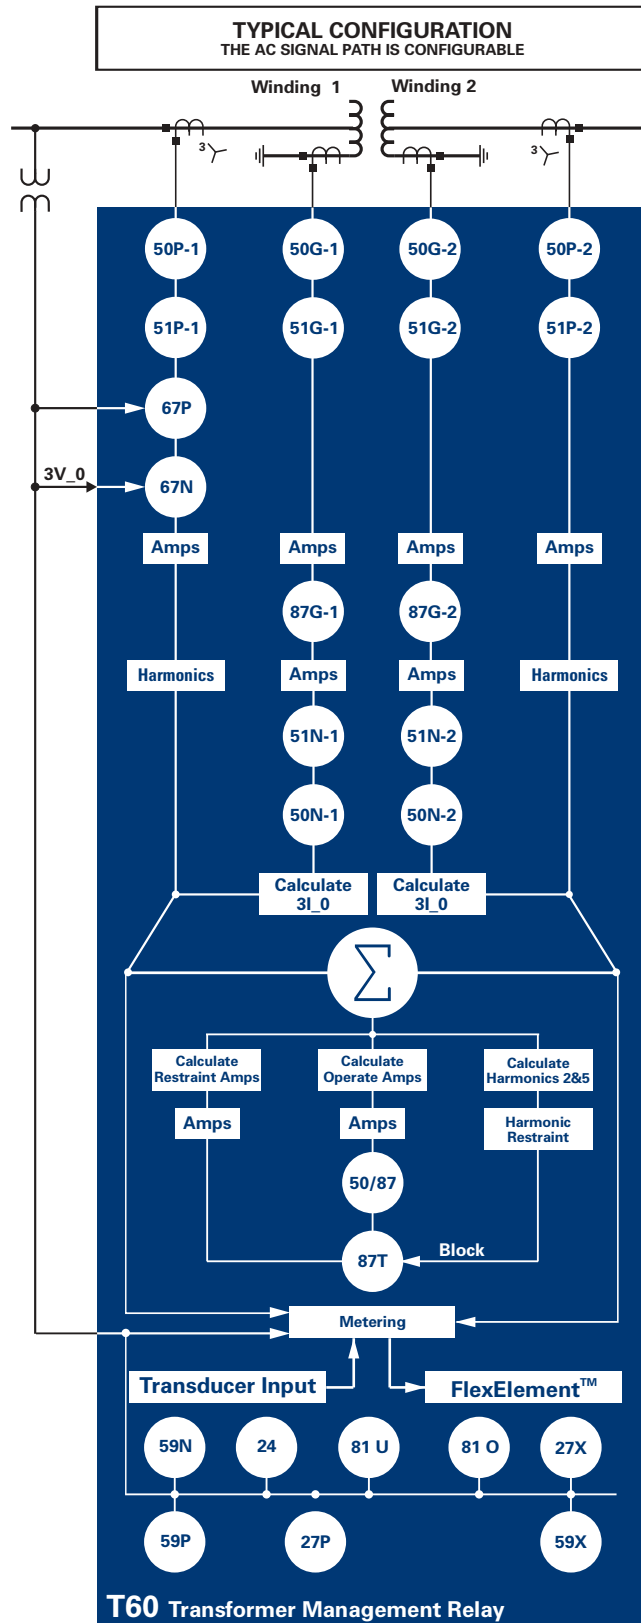 TYPICAL CONFIGURATION
THE AC SIGNAL PATH IS CONFIGURABLE
Winding 1 Winding 2
3 3
50P-1 50G-1 50G-2 50P-2
51P-1 51G-1 51G-2 51P-2
67P
3V_0 67N
Amps Amps Amps Amps
87G-1 87G-2
Harmonics Amps Amps Harmonics
51N-1 51N-2
50N-1 50N-2
Calculate Calculate
3I_0 3I_0
Σ
Calculate Calculate Calculate
Restraint Amps Operate Amps Harmonics 2&5
Amps Amps Harmonic
Restraint
50/87
87T Block
Metering
Transducer Input FlexElement™
59N 24 81 U 81 O 27X
59P 27P 59X
T60 Transformer Management Relay